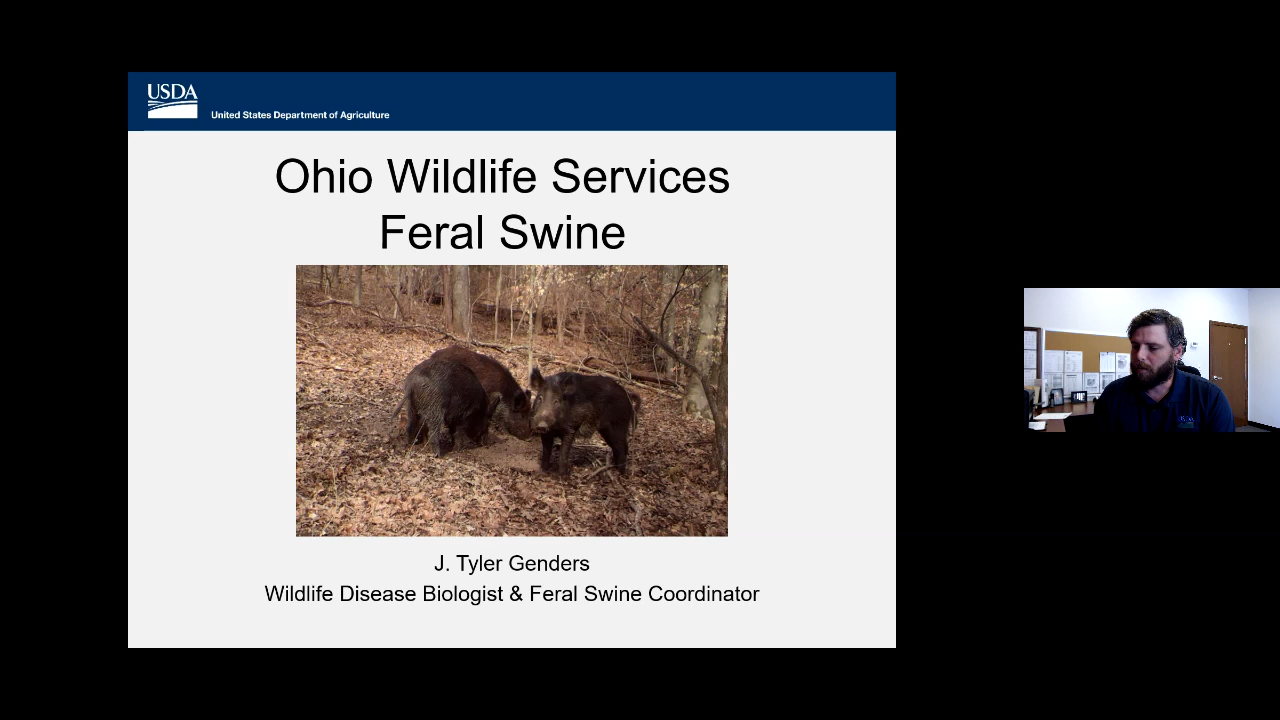 USDA
United States Department of Agriculture
Ohio Wildlife Services
Feral Swine
J. Tyler Genders
Wildlife Disease Biologist & Feral Swine Coordinator
USDA